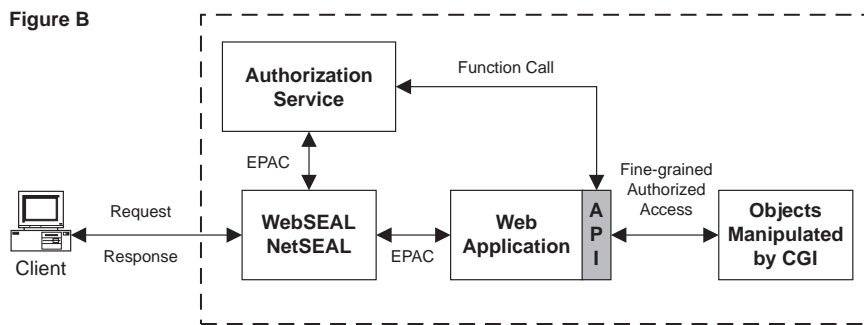 Figure B
Authorization
Service
Function Call
EPAC
Fine-grained
Authorized
Access
Request
Response
Client
WebSEAL
NetSEAL
EPAC
Web
Application
A
P
I
Objects
Manipulated
by CGI